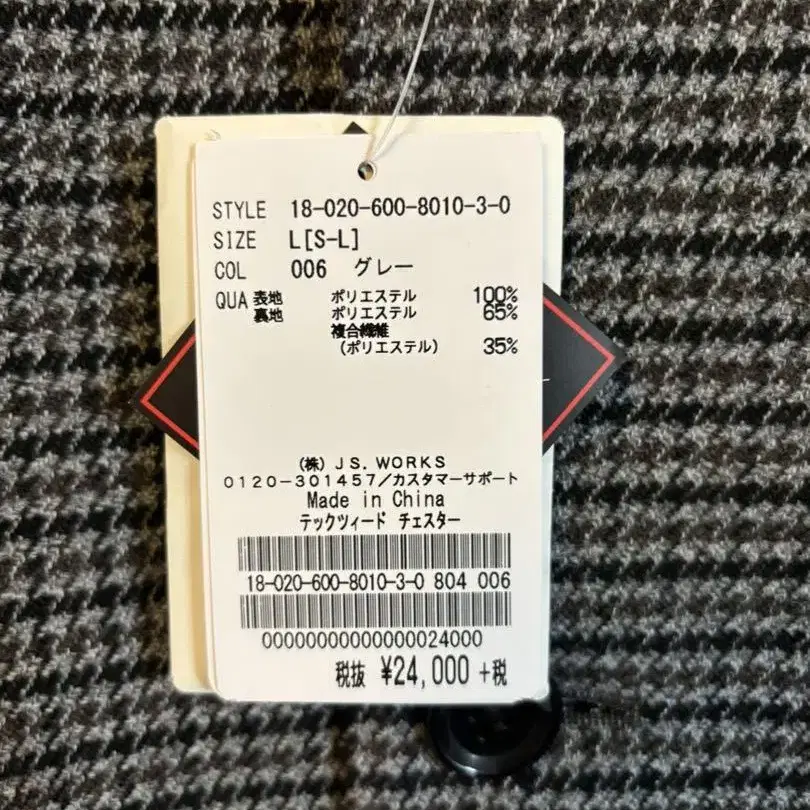 STYLE 18-020-600-8010-3-0
SIZE L[S-L]
COL 006 グレー
QUA 表地 ポリエステル 100%
裏地 ポリエステル 65%
複合繊維
(ポリエステル) 35%
(株) JS.WORKS
0120-301457/カスタマーサポート
Made in China
テックツィード チェスター
18-020-600-8010-3-0 804 006
00000000000000024000
税抜 ¥24,000 +税